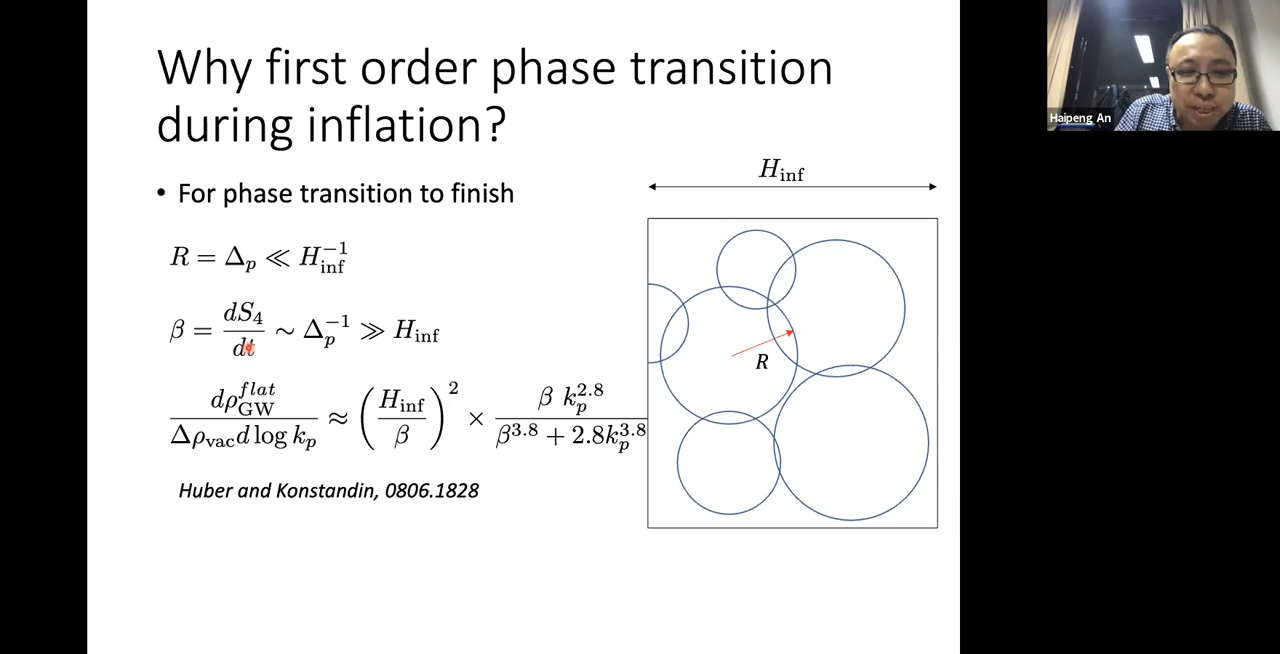 Why first order phase transition
during inflation?
• For phase transition to finish
R = Δ_p ≪ H_inf^{-1}
β = dS_4/dt ~ Δ_p^{-1} ≫ H_inf
dρ_GW^{flat}/(Δρ_vac d log k_p) ≈ (H_inf/β)^2 × β k_p^{2.8}/(β^{3.8} + 2.8k_p^{3.8}
Huber and Konstandin, 0806.1828
H_inf
R
Haipeng An